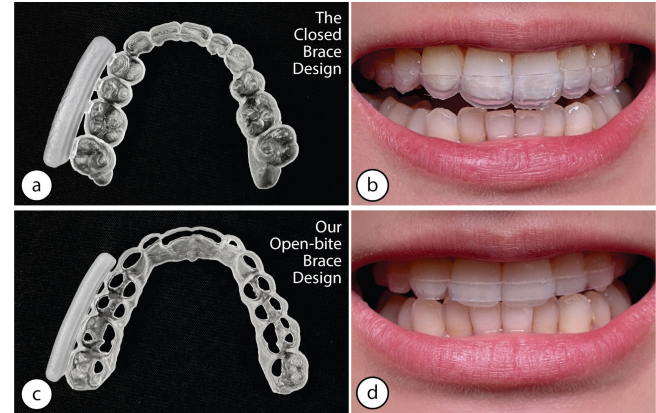 The
Closed
Brace
Design
a
b
Our
Open-bite
Brace
Design
c
d